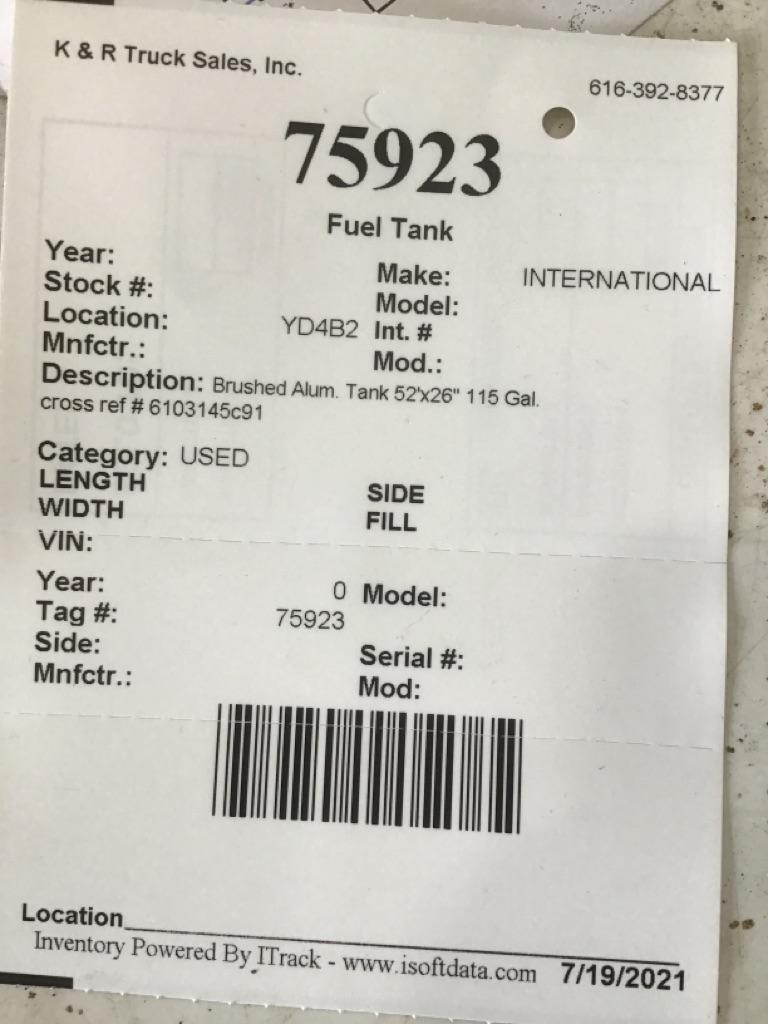 K & R Truck Sales, Inc.
616-392-8377
75923
Fuel Tank
Year:
Make: INTERNATIONAL
Stock #:
Model:
Location: YD4B2 Int. #
Mnfctr.:
Mod.:
Description: Brushed Alum. Tank 52'x26" 115 Gal.
cross ref # 6103145c91
Category: USED
LENGTH
SIDE
WIDTH
FILL
VIN:
Year: 0 Model:
Tag #: 75923
Side:
Serial #:
Mnfctr.:
Mod:
Location
Inventory Powered By ITrack - www.isoftdata.com 7/19/2021